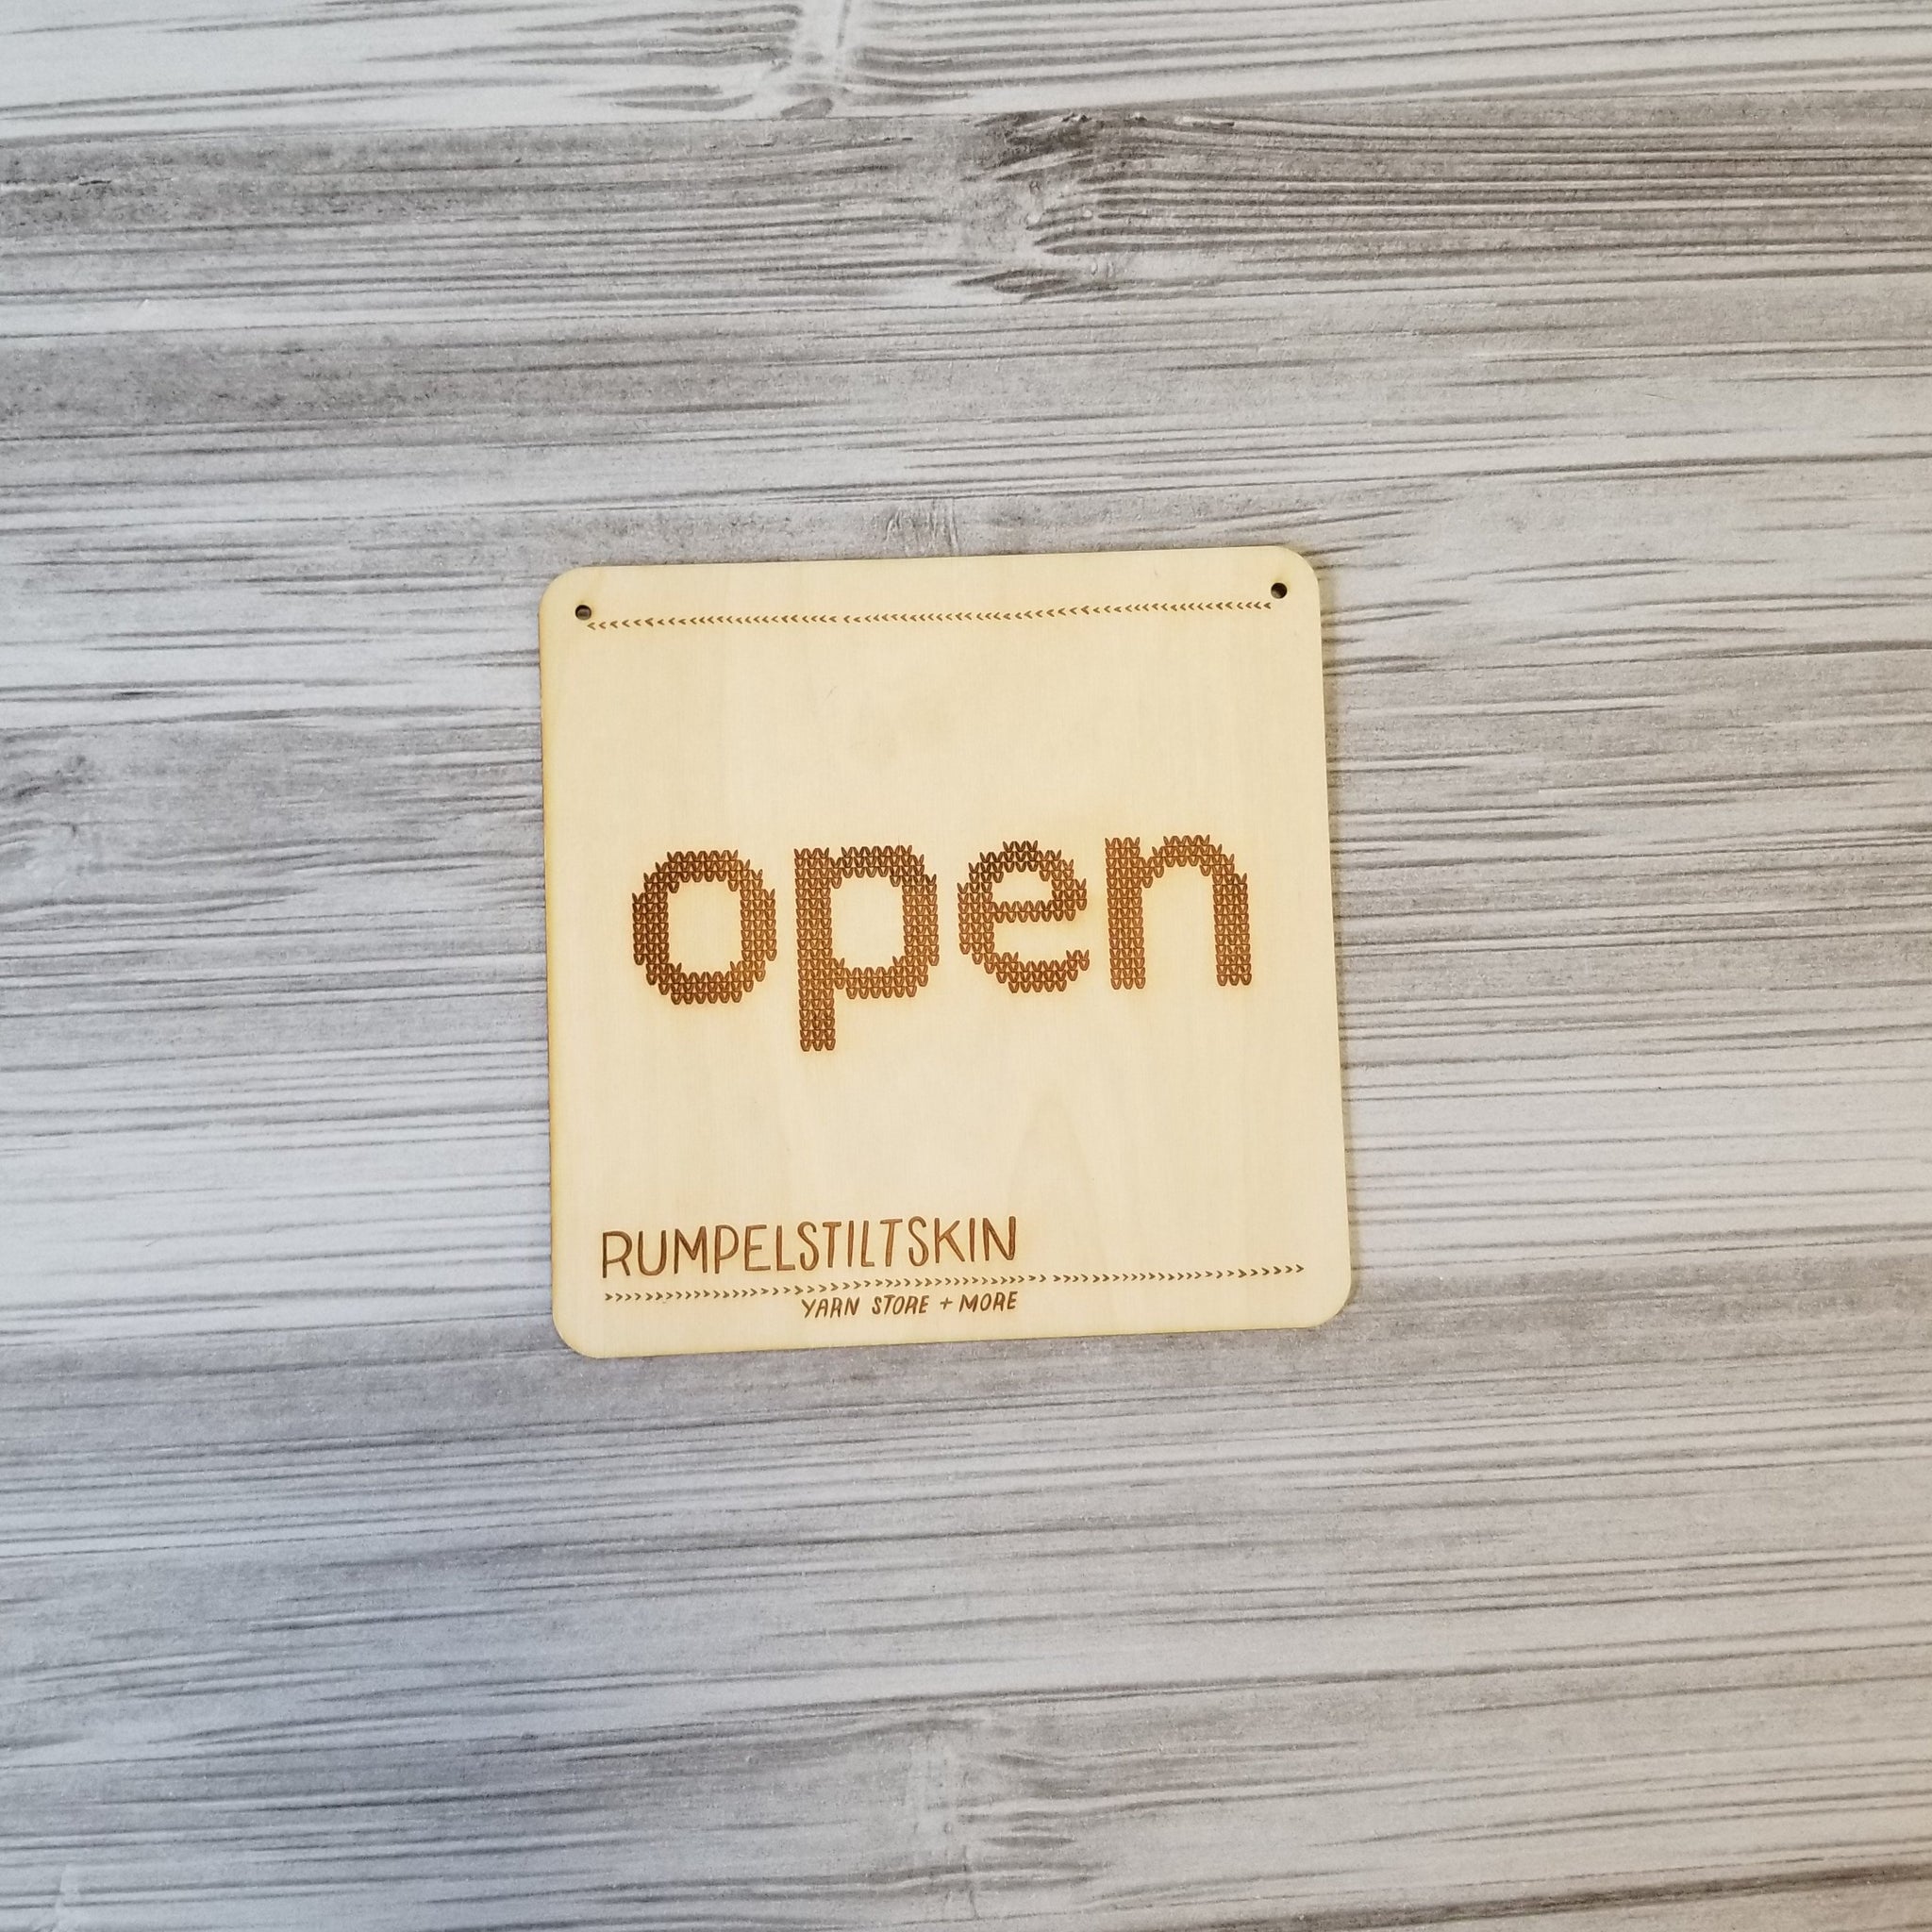 open
RUMPELSTILTSKIN
YARN STORE + MORE